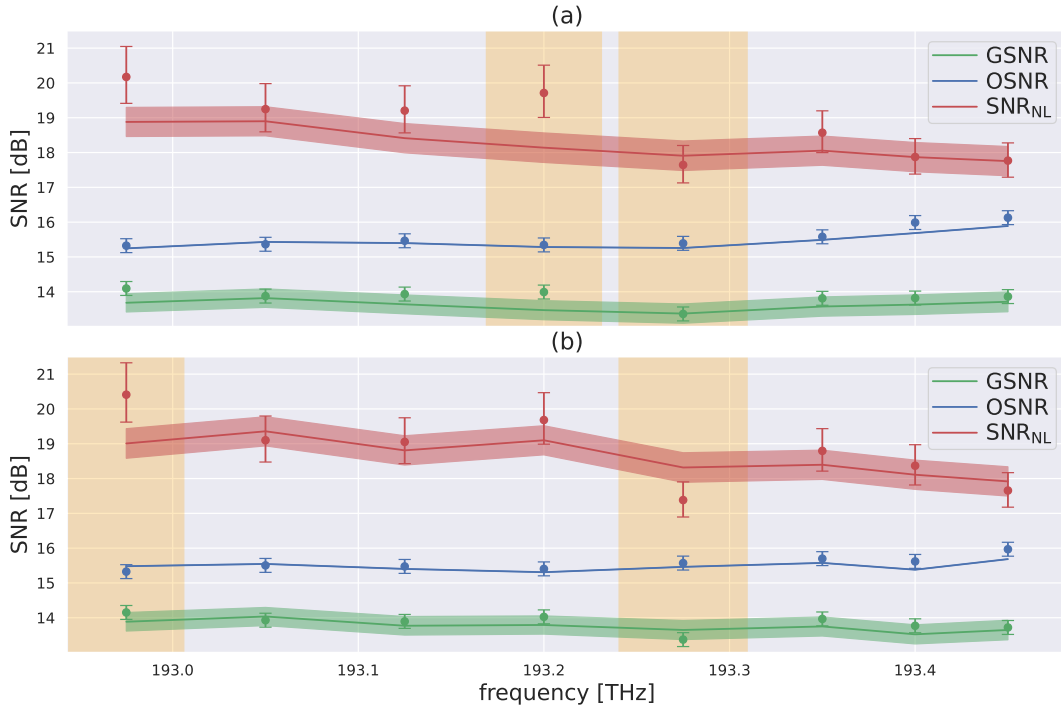 (a)
SNR [dB]
21
20
19
18
17
16
15
14
GSNR
OSNR
SNR_NL
(b)
SNR [dB]
21
20
19
18
17
16
15
14
GSNR
OSNR
SNR_NL
193.0 193.1 193.2 193.3 193.4
frequency [THz]